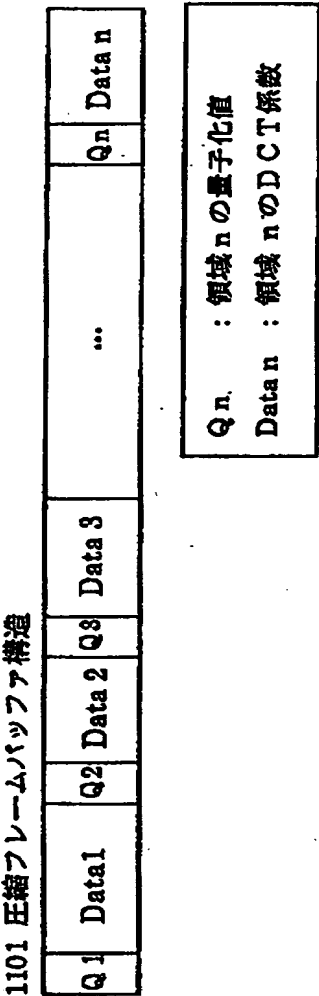 1101 圧縮フレームバッファ構造
Q1 Data1 Q2 Data 2 Q3 Data 3 ... Qn Data n
Qn : 領域 n の量子化値
Data n : 領域 n のDCT係数